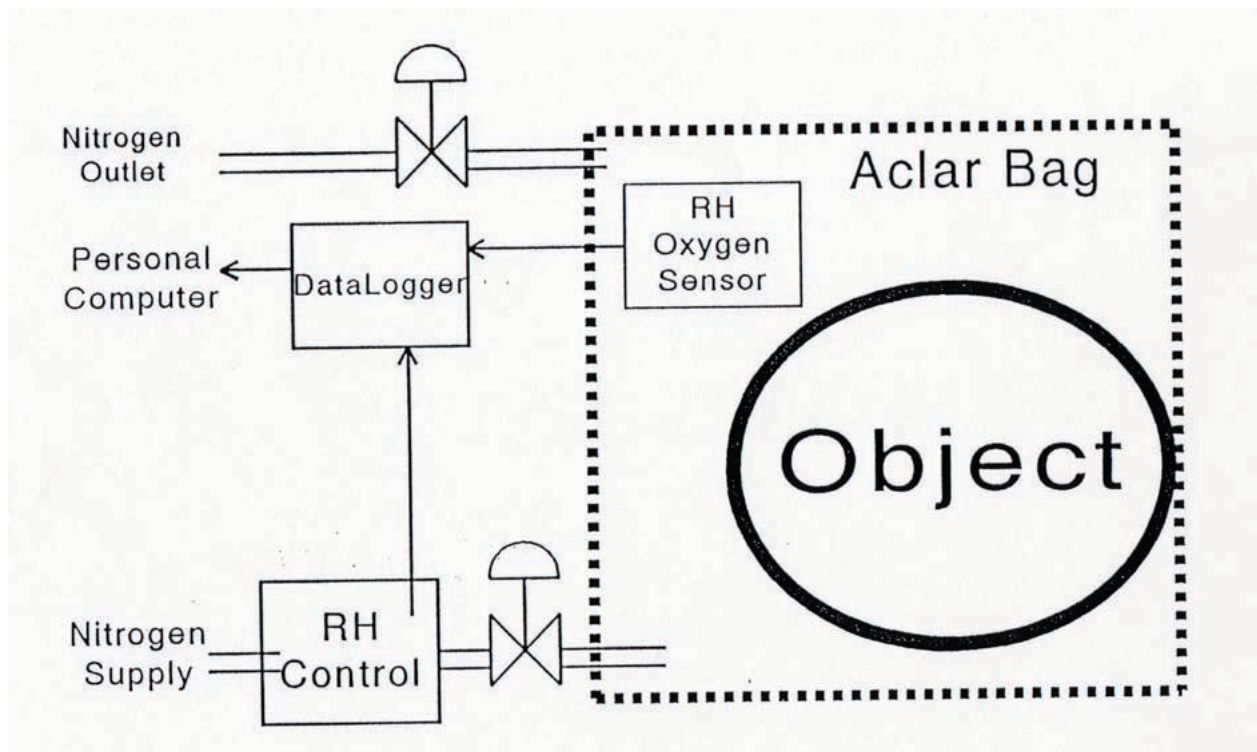 Nitrogen
Outlet
Aclar Bag
RH
Oxygen
Sensor
Personal
Computer
DataLogger
Object
Nitrogen
Supply
RH
Control